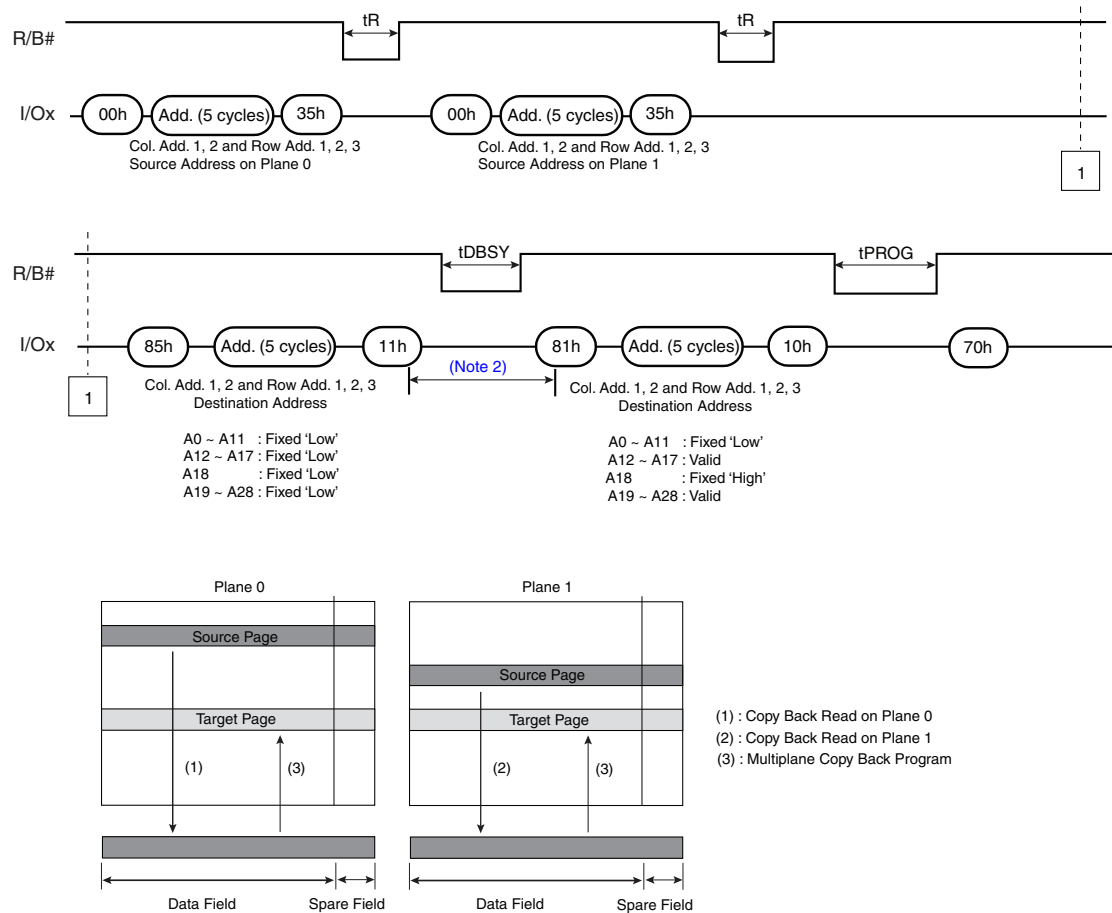 R/B#
tR
tR
I/Ox
00h
Add. (5 cycles)
35h
00h
Add. (5 cycles)
35h
Col. Add. 1, 2 and Row Add. 1, 2, 3
Source Address on Plane 0
Col. Add. 1, 2 and Row Add. 1, 2, 3
Source Address on Plane 1
1
R/B#
tDBSY
tPROG
I/Ox
85h
Add. (5 cycles)
11h
(Note 2)
81h
Add. (5 cycles)
10h
70h
1
Col. Add. 1, 2 and Row Add. 1, 2, 3
Destination Address
Col. Add. 1, 2 and Row Add. 1, 2, 3
Destination Address
A0 ~ A11 : Fixed ‘Low’
A12 ~ A17 : Fixed ‘Low’
A18 : Fixed ‘Low’
A19 ~ A28 : Fixed ‘Low’
A0 ~ A11 : Fixed ‘Low’
A12 ~ A17 : Valid
A18 : Fixed ‘High’
A19 ~ A28 : Valid
Plane 0
Source Page
Target Page
(1)
(3)
Data Field
Spare Field
Plane 1
Source Page
Target Page
(2)
(3)
Data Field
Spare Field
(1) : Copy Back Read on Plane 0
(2) : Copy Back Read on Plane 1
(3) : Multiplane Copy Back Program